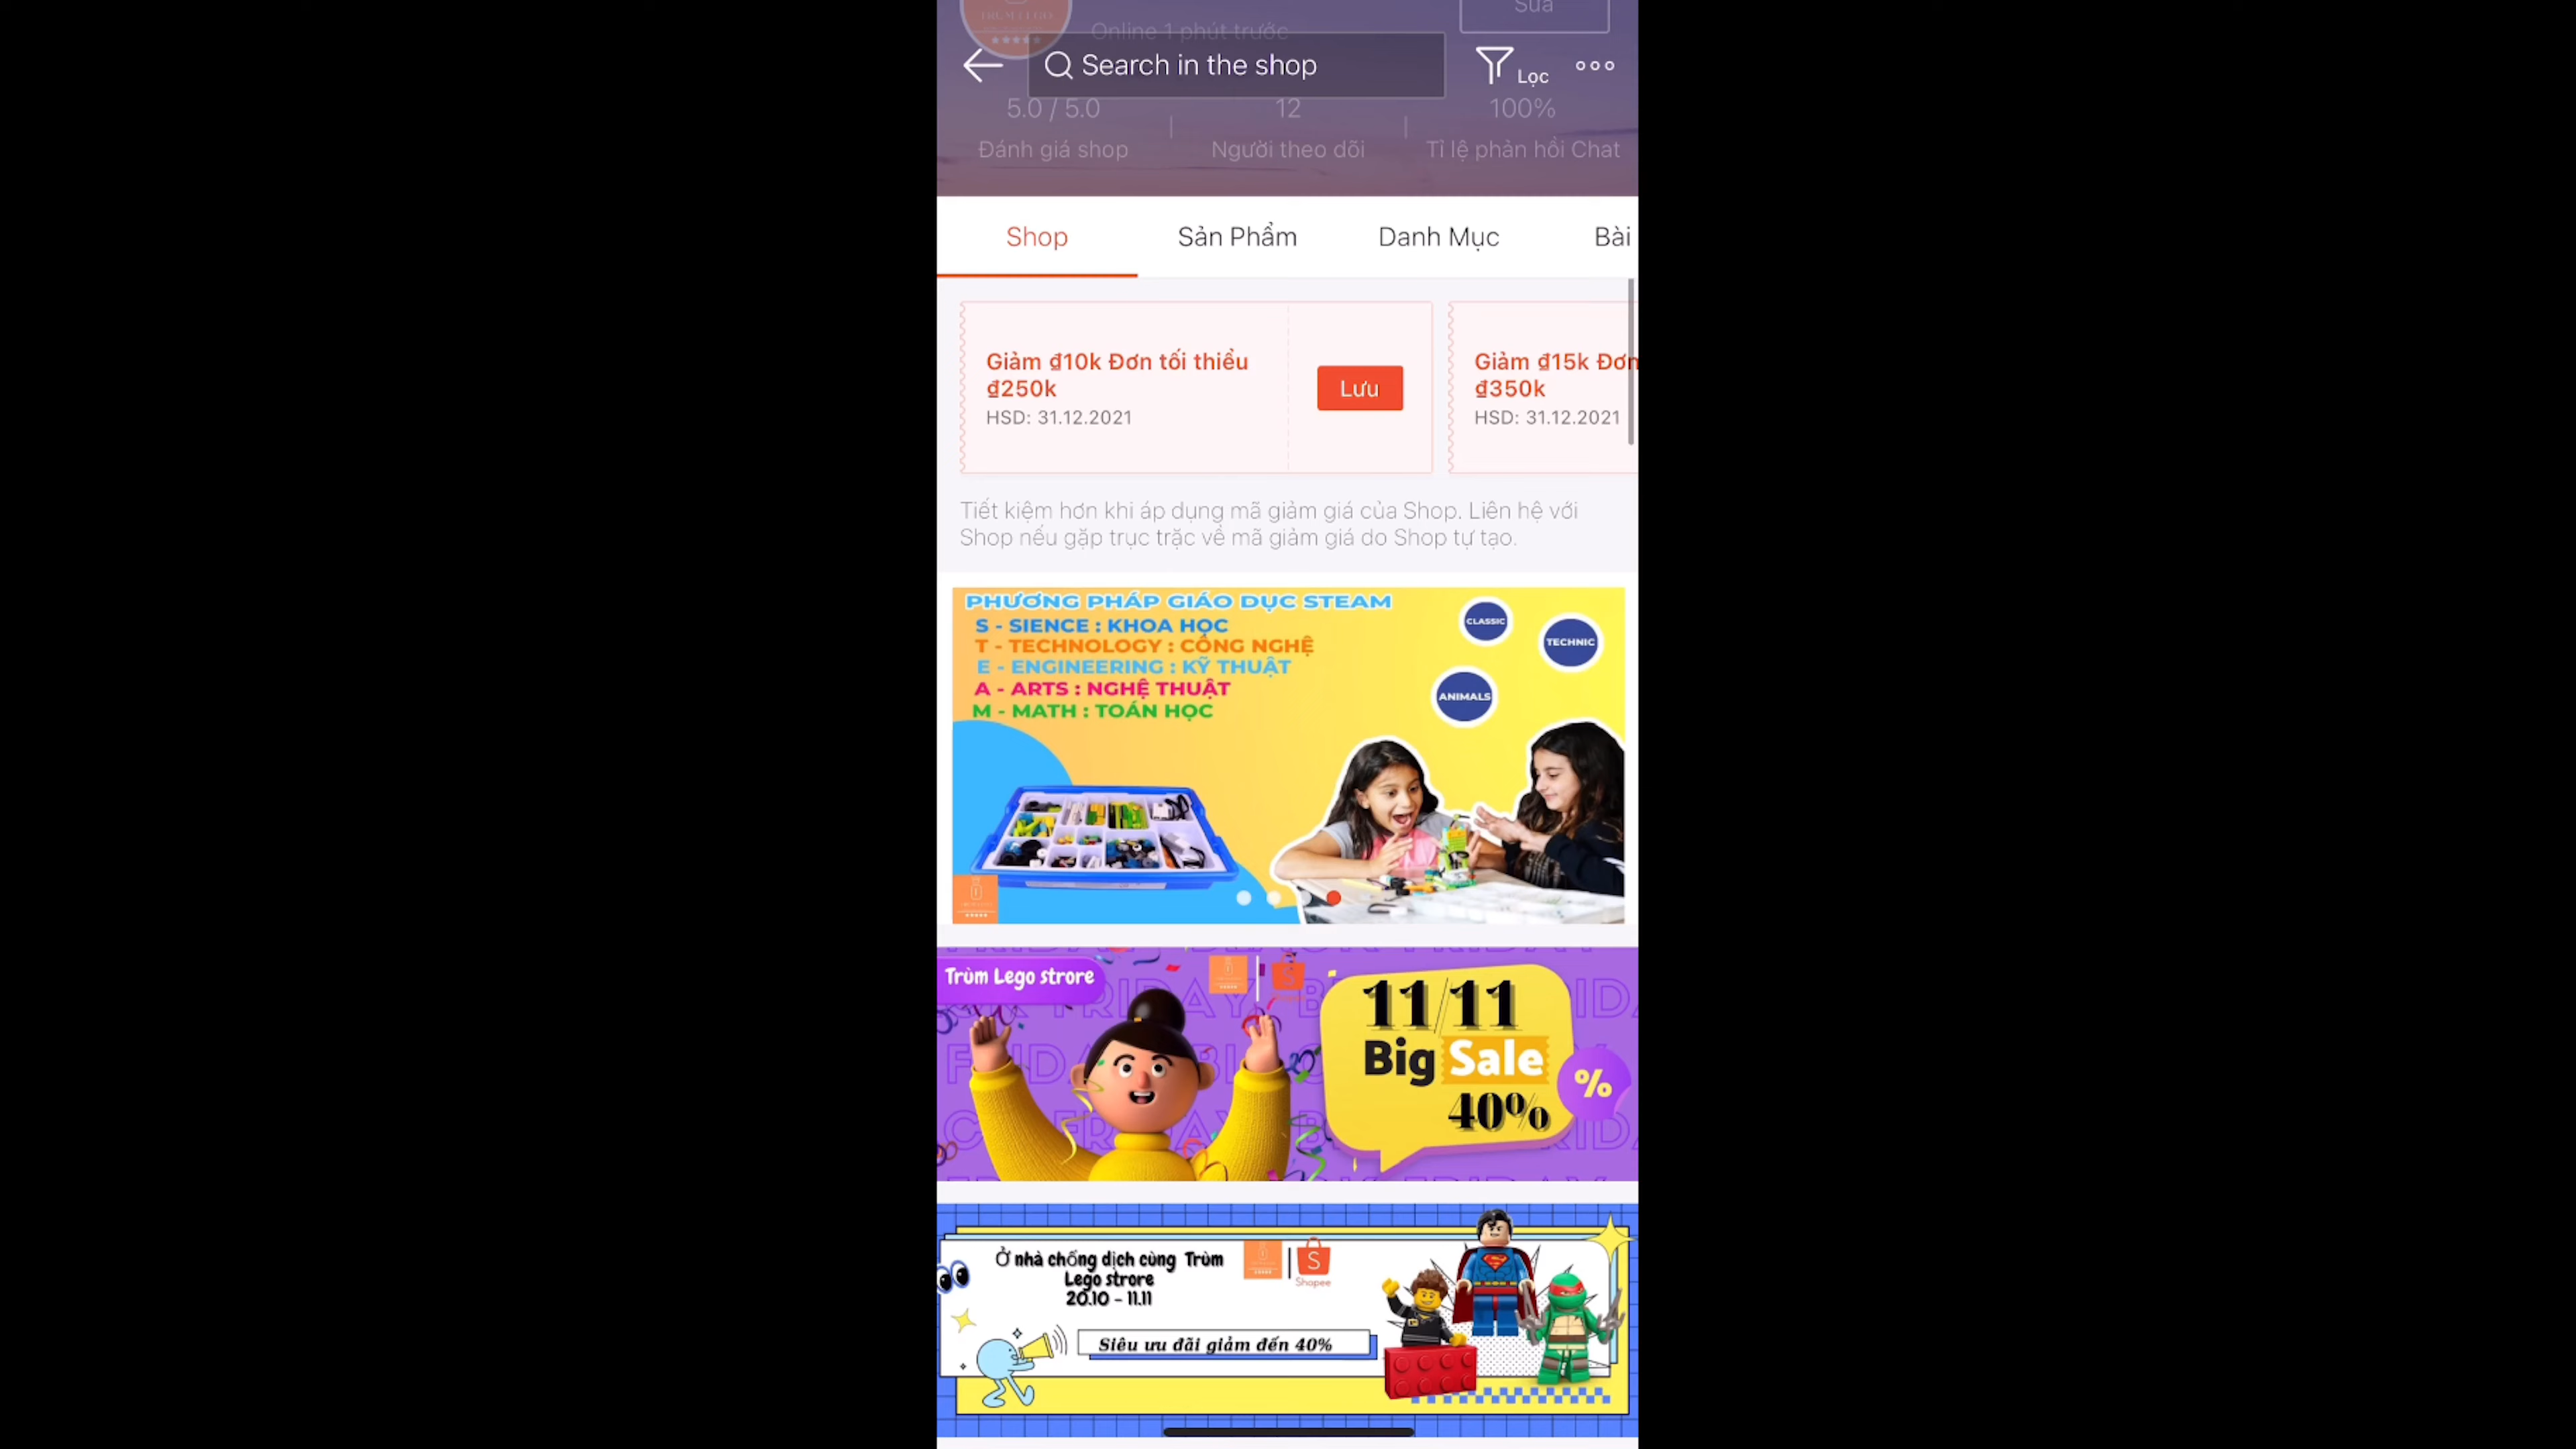 Sửa
Online 1 phút trước
Search in the shop
Lọc
5.0 / 5.0
12
100%
Đánh giá shop
Người theo dõi
Tỉ lệ phản hồi Chat
Shop
Sản Phẩm
Danh Mục
Bài
Giảm ₫10k Đơn tối thiểu
₫250k
HSD: 31.12.2021
Lưu
Giảm ₫15k Đơn
₫350k
HSD: 31.12.2021
Tiết kiệm hơn khi áp dụng mã giảm giá của Shop. Liên hệ với
Shop nếu gặp trục trặc về mã giảm giá do Shop tự tạo.
PHƯƠNG PHÁP GIÁO DỤC STEAM
S - SIENCE : KHOA HỌC
T - TECHNOLOGY : CÔNG NGHỆ
E - ENGINEERING : KỸ THUẬT
A - ARTS : NGHỆ THUẬT
M - MATH : TOÁN HỌC
CLASSIC
TECHNIC
ANIMALS
Trùm Lego strore
11/11
Big Sale
40%
%
Ở nhà chống dịch cùng Trùm
Lego strore
20.10 - 11.11
Shopee
Siêu ưu đãi giảm đến 40%